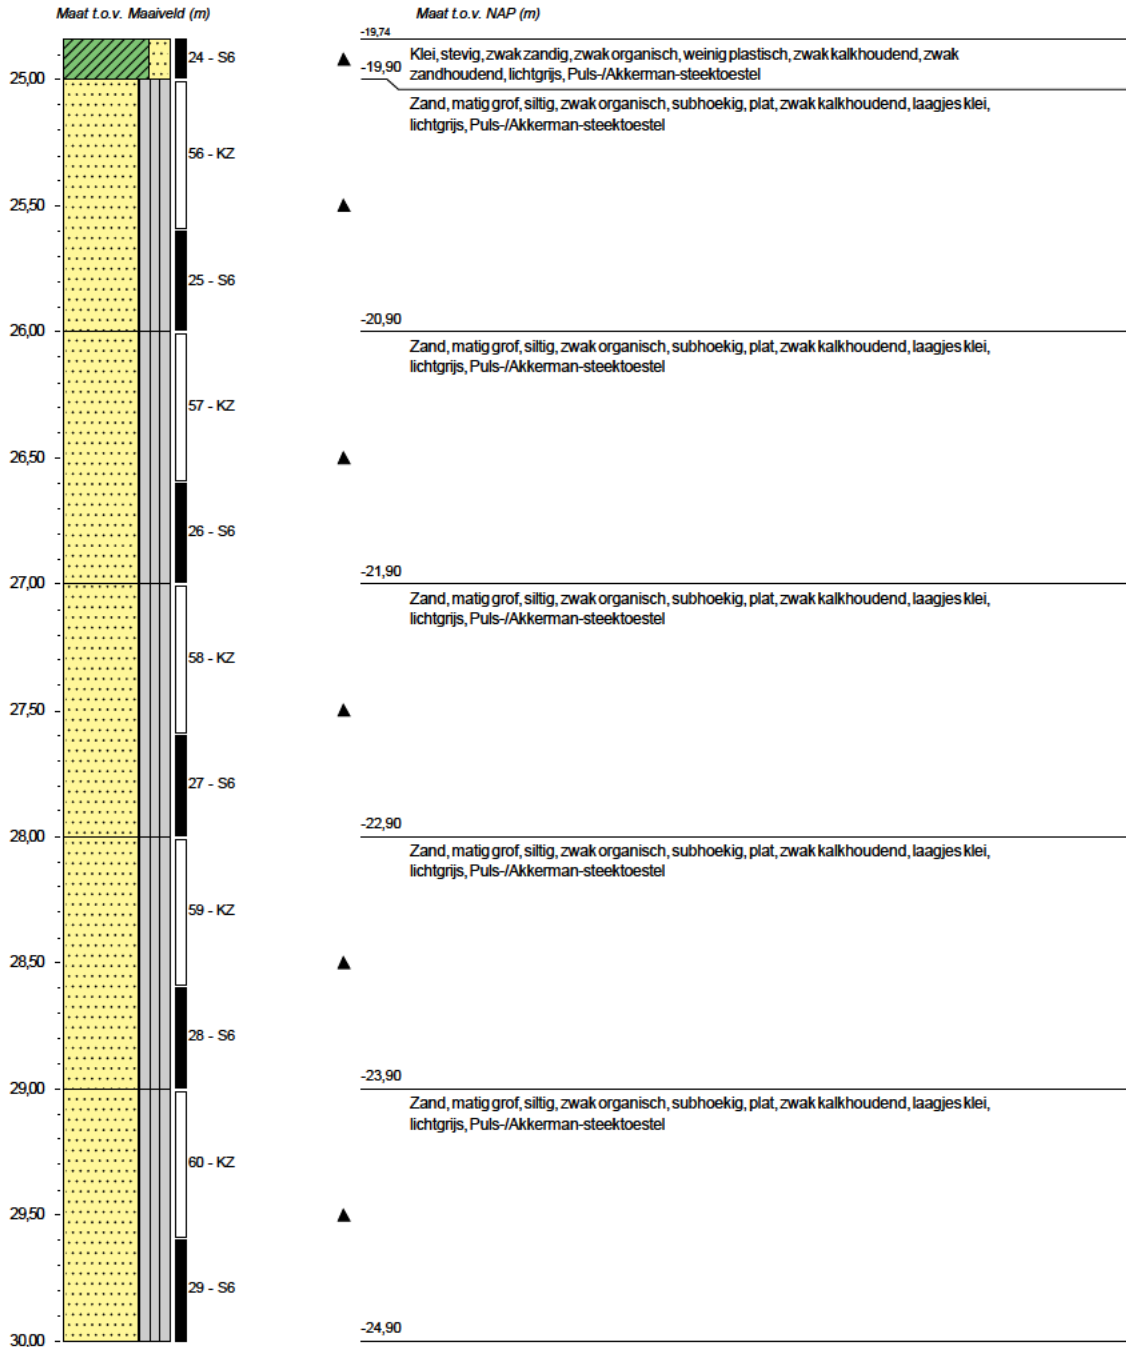 Maat t.o.v. Maaiveld (m)
Maat t.o.v. NAP (m)
-19,74
24 - S6
Klei, stevig, zwak zandig, zwak organisch, weinig plastisch, zwak kalkhoudend, zwak
-19,90
zandhoudend, lichtgrijs, Puls-/Akkerman-steektoestel
25,00
Zand, matig grof, siltig, zwak organisch, subhoekig, plat, zwak kalkhoudend, laagjes klei,
lichtgrijs, Puls-/Akkerman-steektoestel
56 - KZ
25,50
25 - S6
-20,90
26,00
Zand, matig grof, siltig, zwak organisch, subhoekig, plat, zwak kalkhoudend, laagjes klei,
lichtgrijs, Puls-/Akkerman-steektoestel
57 - KZ
26,50
26 - S6
-21,90
27,00
Zand, matig grof, siltig, zwak organisch, subhoekig, plat, zwak kalkhoudend, laagjes klei,
lichtgrijs, Puls-/Akkerman-steektoestel
58 - KZ
27,50
27 - S6
-22,90
28,00
Zand, matig grof, siltig, zwak organisch, subhoekig, plat, zwak kalkhoudend, laagjes klei,
lichtgrijs, Puls-/Akkerman-steektoestel
59 - KZ
28,50
28 - S6
-23,90
29,00
Zand, matig grof, siltig, zwak organisch, subhoekig, plat, zwak kalkhoudend, laagjes klei,
lichtgrijs, Puls-/Akkerman-steektoestel
60 - KZ
29,50
29 - S6
-24,90
30,00